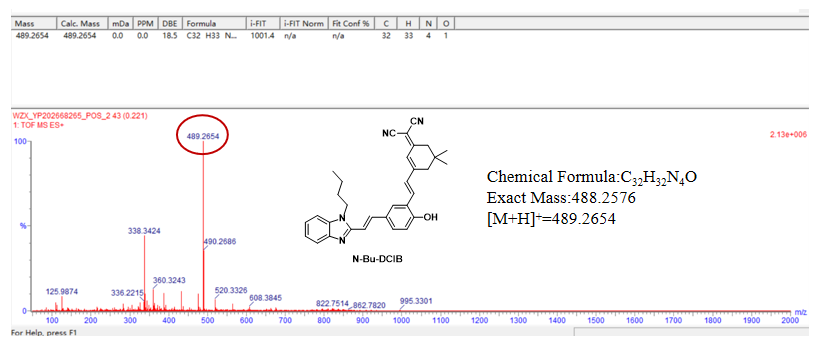 Mass Calc. Mass mDa PPM DBE Formula i-FIT i-FIT Norm Fit Conf % C H N O
489.2654 489.2654 0.0 0.0 18.5 C32 H33 N... 1001.4 n/a n/a 32 33 4 1
WZX_YP202668265_POS_2 43 (0.221)
1: TOF MS ES+
2.13e+006
100
%
0
489.2654
490.2686
338.3424
360.3243
336.2215
125.9874
520.3326
608.3845
822.7514
862.7820
995.3301
CN
NC
N
N
OH
N-Bu-DCIB
Chemical Formula:C₃₂H₃₂N₄O
Exact Mass:488.2576
[M+H]⁺=489.2654
100 200 300 400 500 600 700 800 900 1000 1100 1200 1300 1400 1500 1600 1700 1800 1900 2000 m/z
For Help, press F1